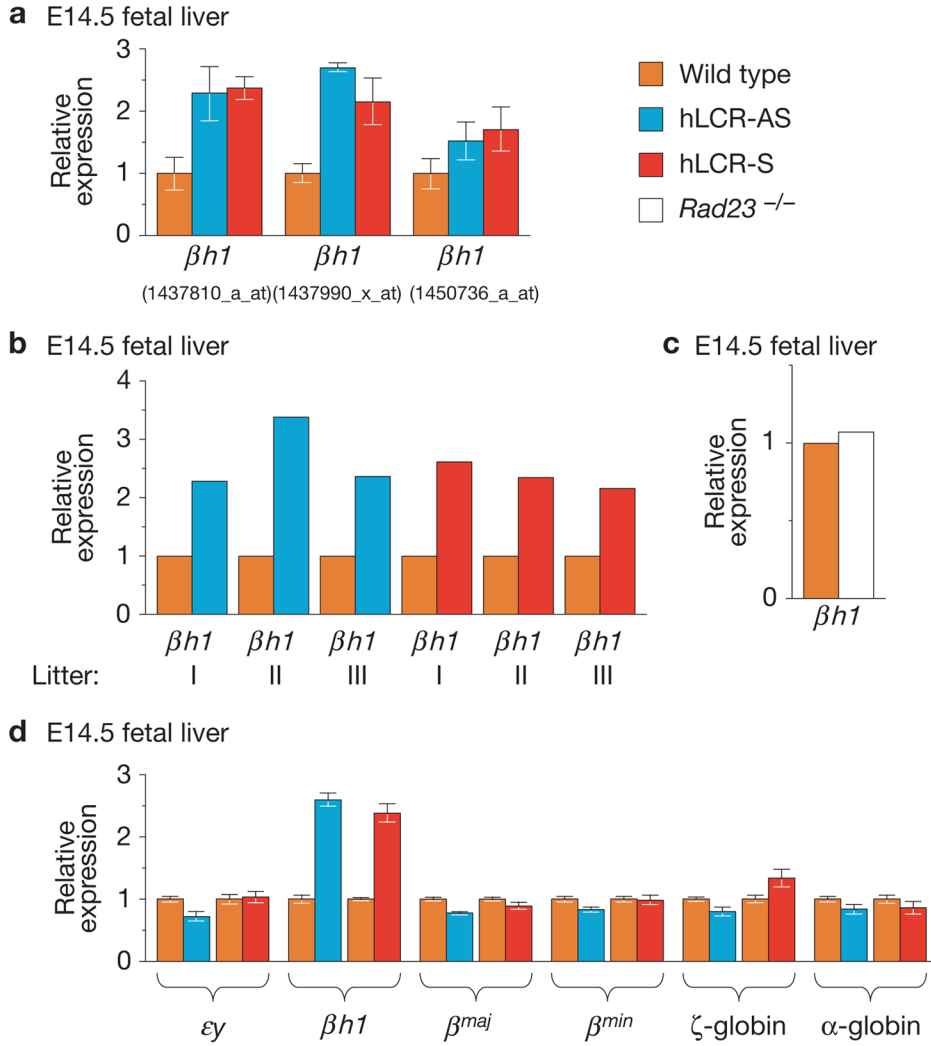 a E14.5 fetal liver
Relative
expression
3
2
1
0
βh1 βh1 βh1
(1437810_a_at) (1437990_x_at) (1450736_a_at)
Wild type
hLCR-AS
hLCR-S
Rad23 –/–
b E14.5 fetal liver
Relative
expression
4
3
2
1
0
βh1 βh1 βh1 βh1 βh1 βh1
Litter: I II III I II III
c E14.5 fetal liver
Relative
expression
1
0
βh1
d E14.5 fetal liver
Relative
expression
3
2
1
0
εy βh1 βmaj βmin ζ-globin α-globin